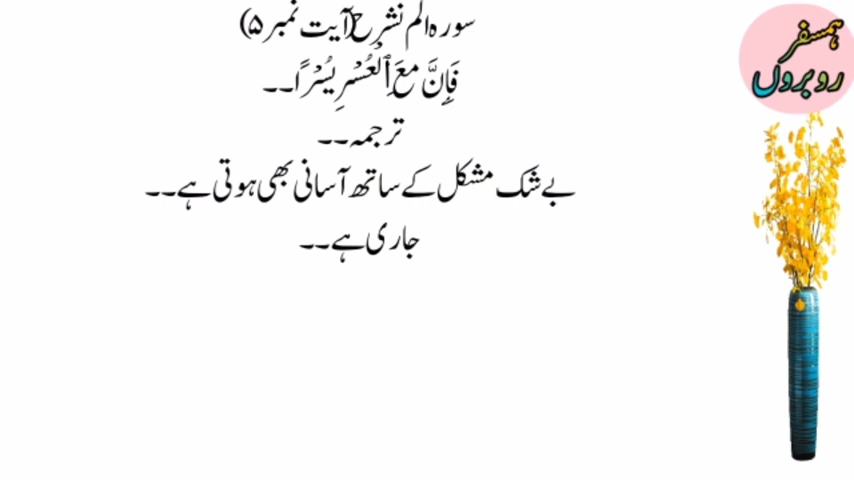 سورہ الم نشرح (آیت نمبر ۵)
فَإِنَّ مَعَ ٱلْعُسْرِ يُسْرًا۔۔
ترجمہ۔۔
بے شک مشکل کے ساتھ آسانی بھی ہوتی ہے۔۔
جاری ہے۔۔
ہمسفر
روبروں